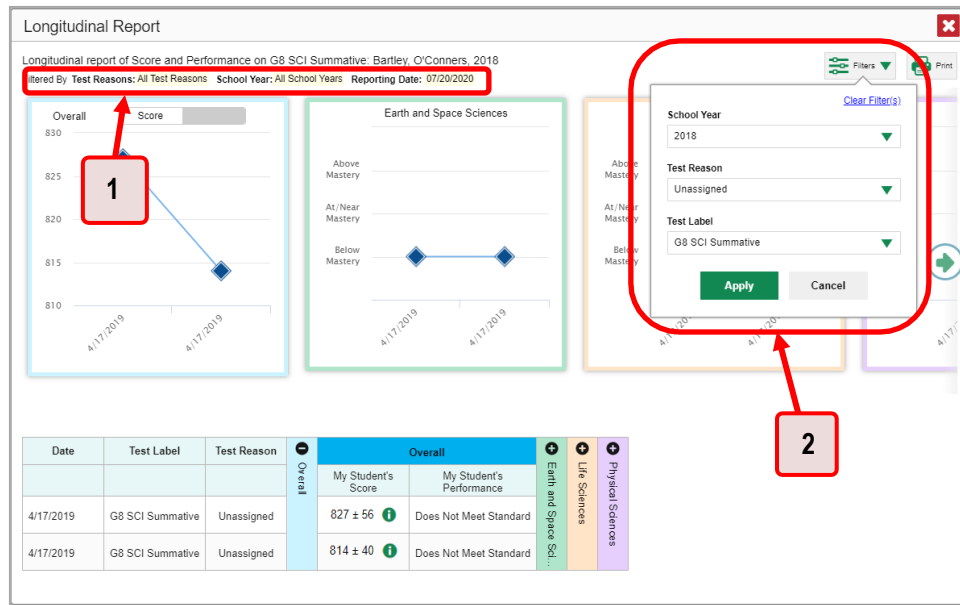 Longitudinal Report
Longitudinal report of Score and Performance on G8 SCI Summative: Bartley, O'Conners, 2018
Filters
Print
iltered By Test Reasons: All Test Reasons School Year: All School Years Reporting Date: 07/20/2020
Overall
Score
830
825
820
815
810
4/17/2019
4/17/2019
Earth and Space Sciences
Above
Mastery
At/Near
Mastery
Below
Mastery
4/17/2019
4/17/2019
Above
Mastery
At/Near
Mastery
Below
Mastery
Clear Filter(s)
School Year
2018
Test Reason
Unassigned
Test Label
G8 SCI Summative
Apply
Cancel
1
2
Date
Test Label
Test Reason
Overall
Overall
My Student's
Score
My Student's
Performance
Earth and Space Sci...
Life Sciences
Physical Sciences
4/17/2019 G8 SCI Summative Unassigned 827 ± 56 Does Not Meet Standard
4/17/2019 G8 SCI Summative Unassigned 814 ± 40 Does Not Meet Standard